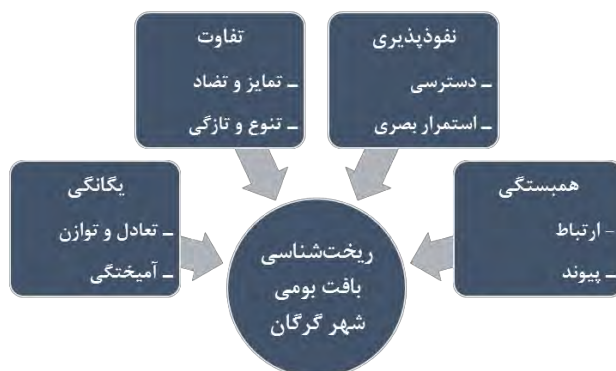 نفوذپذیری
ـ دسترسی
ـ استمرار بصری
تفاوت
ـ تمایز و تضاد
ـ تنوع و تازگی
همبستگی
- ارتباط
ـ پیوند
یگانگی
ـ تعادل و توازن
ـ آمیختگی
ریخت‌شناسی
بافت بومی
شهر گرگان